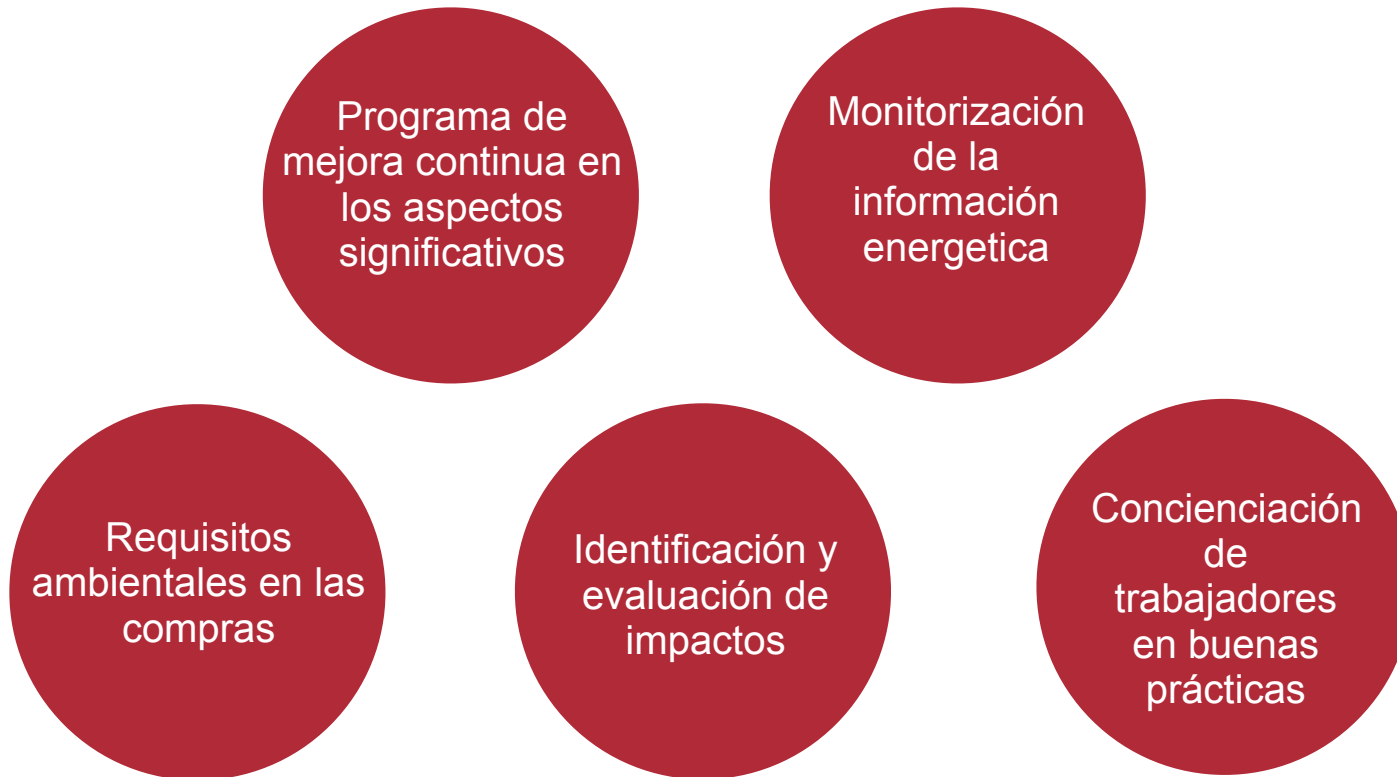 Programa de
mejora continua en
los aspectos
significativos
Monitorización
de la
información
energetica
Requisitos
ambientales en las
compras
Identificación y
evaluación de
impactos
Concienciación
de
trabajadores
en buenas
prácticas